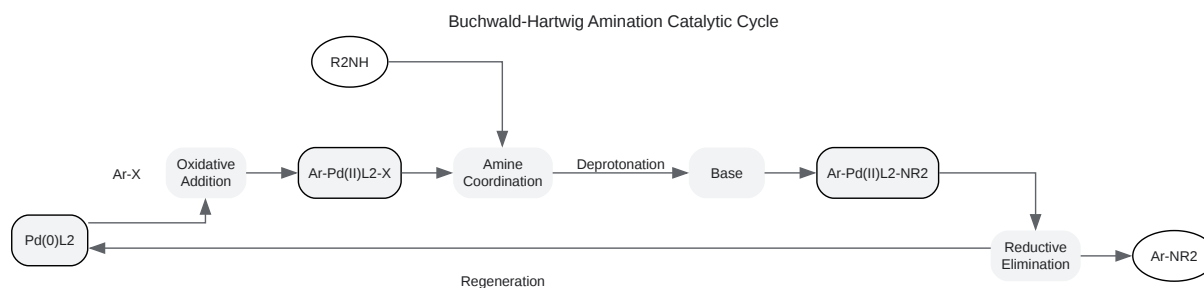 Buchwald-Hartwig Amination Catalytic Cycle
R2NH
Ar-X
Oxidative
Addition
Ar-Pd(II)L2-X
Amine
Coordination
Deprotonation
Base
Ar-Pd(II)L2-NR2
Pd(0)L2
Reductive
Elimination
Ar-NR2
Regeneration